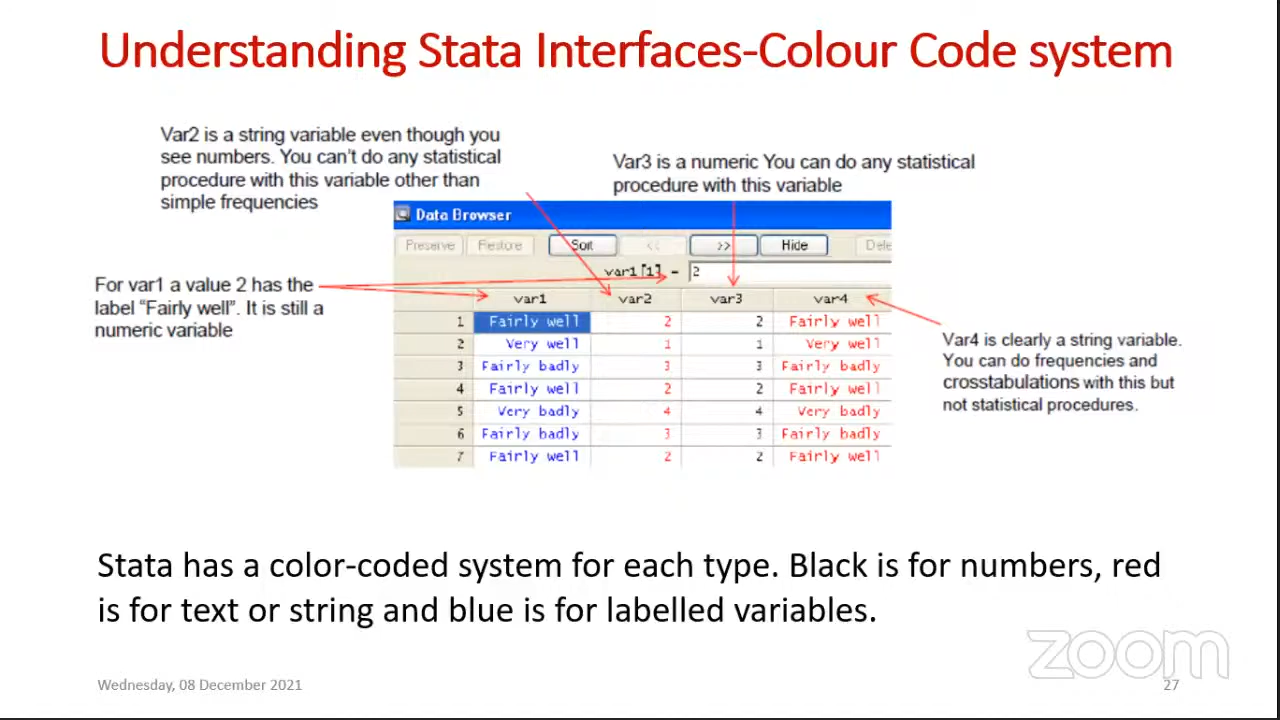 Understanding Stata Interfaces-Colour Code system
Var2 is a string variable even though you
see numbers. You can't do any statistical
procedure with this variable other than
simple frequencies
Var3 is a numeric You can do any statistical
procedure with this variable
For var1 a value 2 has the
label “Fairly well”. It is still a
numeric variable
Data Browser
Preserve Restore Sort << >> Hide Dele
var1[1] = 2
var1 var2 var3 var4
1 Fairly well 2 2 Fairly well
2 Very well 1 1 Very well
3 Fairly badly 3 3 Fairly badly
4 Fairly well 2 2 Fairly well
5 Very badly 4 4 Very badly
6 Fairly badly 3 3 Fairly badly
7 Fairly well 2 2 Fairly well
Var4 is clearly a string variable.
You can do frequencies and
crosstabulations with this but
not statistical procedures.
Stata has a color-coded system for each type. Black is for numbers, red
is for text or string and blue is for labelled variables.
zoom
Wednesday, 08 December 2021
27